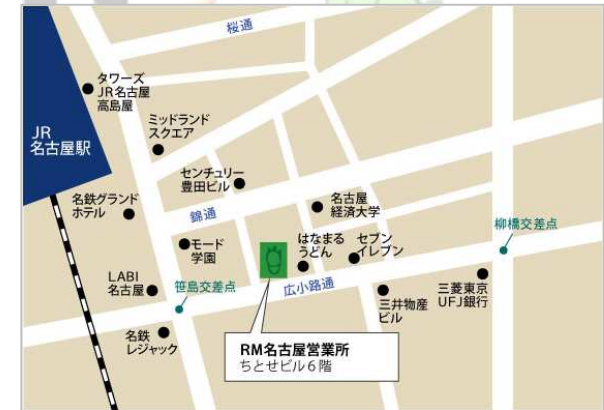 桜通
タワーズ
JR名古屋
高島屋
ミッドランド
スクエア
JR
名古屋駅
センチュリー
豊田ビル
名鉄グランド
ホテル
名古屋
経済大学
錦通
柳橋交差点
モード
学園
はなまる
うどん
セブン
イレブン
LABI
名古屋
笹島交差点
広小路通
三井物産
ビル
三菱東京
UFJ銀行
名鉄
レジャック
RM名古屋営業所
ちとせビル6階